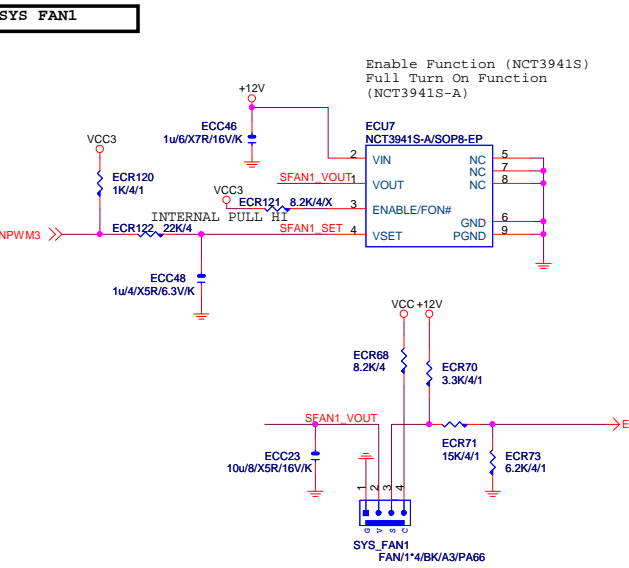 SYS FAN1
Enable Function (NCT3941S)
Full Turn On Function
(NCT3941S-A)
+12V
ECC46
1u/6/X7R/16V/K
ECU7
NCT3941S-A/SOP8-EP
VCC3
ECR120
1K/4/1
2 VIN
NC 5
NC 7
SFAN1_VOUT 1 VOUT
NC 8
VCC3
ECR121 8.2K/4/X
3 ENABLE/FON#
INTERNAL PULL HI
GND 6
NPWM3
ECR122 22K/4
SFAN1_SET 4 VSET
PGND 9
ECC48
1u/4/X5R/6.3V/K
VCC +12V
ECR68
8.2K/4
ECR70
3.3K/4/1
SFAN1_VOUT
E
ECR71
15K/4/1
ECR73
6.2K/4/1
ECC23
10u/8/X5R/16V/K
1 2 3 4
G V S C
SYS_FAN1
FAN/1*4/BK/A3/PA66